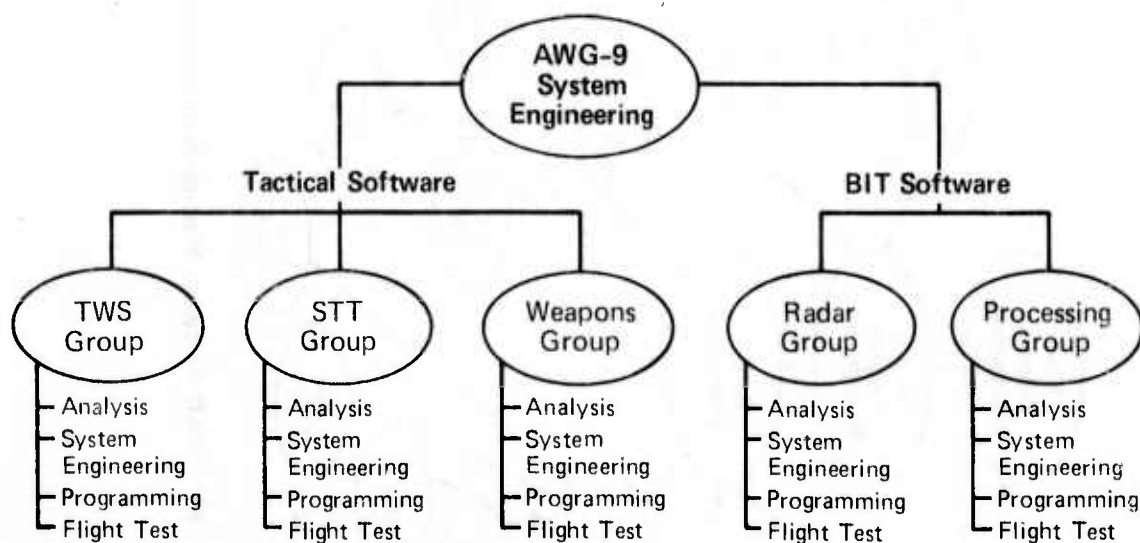 AWG-9
System
Engineering
Tactical Software
BIT Software
TWS
Group
STT
Group
Weapons
Group
Radar
Group
Processing
Group
Analysis
System
Engineering
Programming
Flight Test
Analysis
System
Engineering
Programming
Flight Test
Analysis
System
Engineering
Programming
Flight Test
Analysis
System
Engineering
Programming
Flight Test
Analysis
System
Engineering
Programming
Flight Test